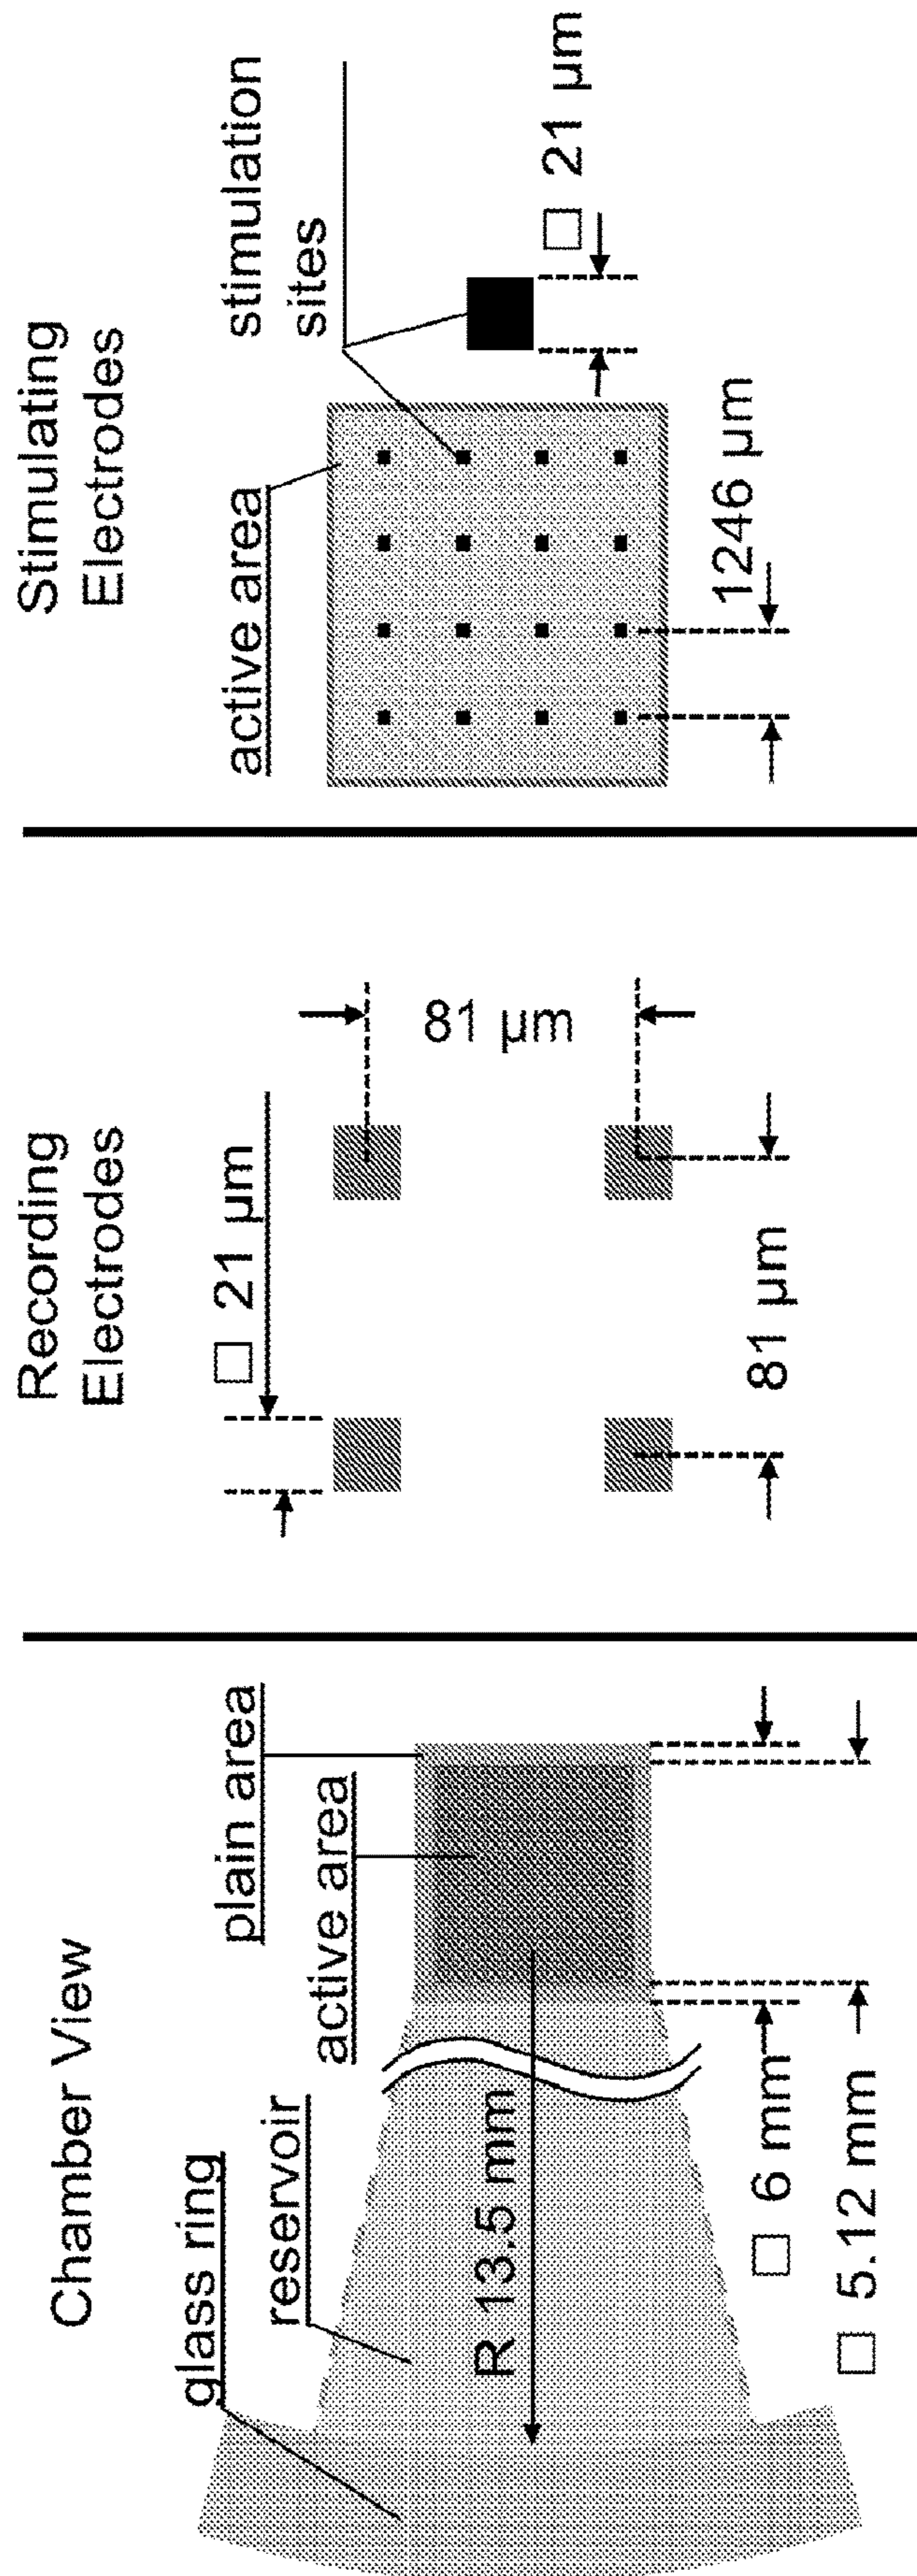 Chamber View
glass ring
reservoir
active area
plain area
R 13.5 mm
□ 6 mm
□ 5.12 mm
Recording
Electrodes
□ 21 µm
81 µm
81 µm
Stimulating
Electrodes
active area
stimulation
sites
□ 21 µm
1246 µm